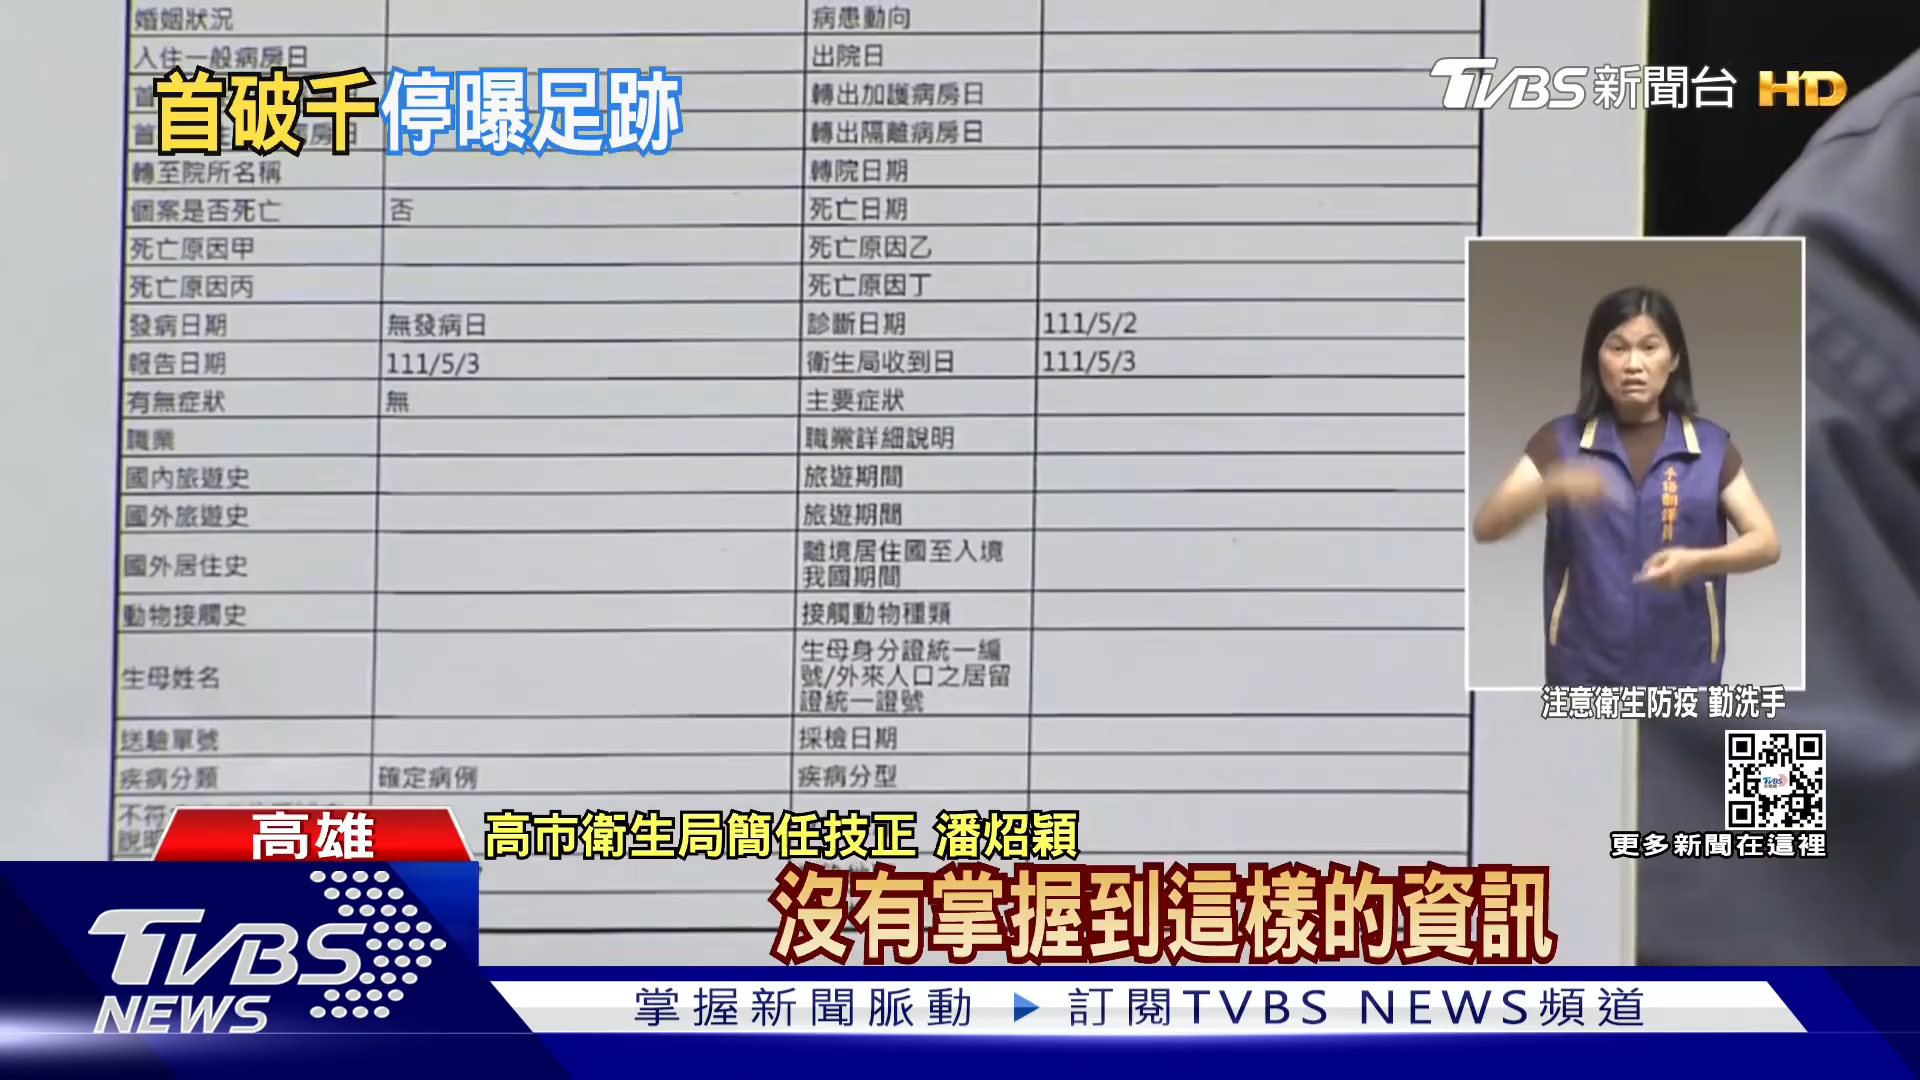 婚姻狀況 病患動向
入住一般病房日 出院日
首破千停曝足跡
TVBS新聞台 HD
轉出加護病房日
轉出隔離病房日
轉至院所名稱 轉院日期
個案是否死亡 否 死亡日期
死亡原因甲 死亡原因乙
死亡原因丙 死亡原因丁
發病日期 無發病日 診斷日期 111/5/2
報告日期 111/5/3 衛生局收到日 111/5/3
有無症狀 無 主要症狀
職業 職業詳細說明
國內旅遊史 旅遊期間
國外旅遊史 旅遊期間
國外居住史 離境居住國至入境
我國期間
動物接觸史 接觸動物種類
生母姓名 生母身分證統一編
號/外來人口之居留
證統一證號
送驗單號 採檢日期
疾病分類 確定病例 疾病分型
不符
手語翻譯員
注意衛生防疫 勤洗手
TVBS
更多新聞在這裡
高雄 高市衛生局簡任技正 潘炤穎
沒有掌握到這樣的資訊
TVBS
NEWS
掌握新聞脈動 ▶ 訂閱TVBS NEWS頻道